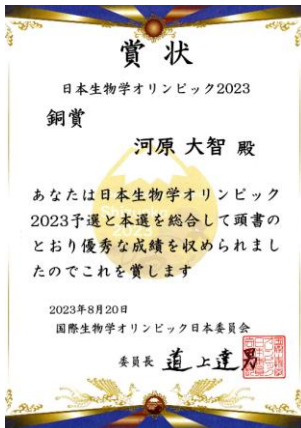 賞状
日本生物学オリンピック2023
銅賞
河原 大智 殿
あなたは日本生物学オリンピック
2023予選と本選を総合して頭書の
とおり優秀な成績を収められまし
たのでこれを賞します
2023年8月20日
国際生物学オリンピック日本委員会
委員長 道上達男